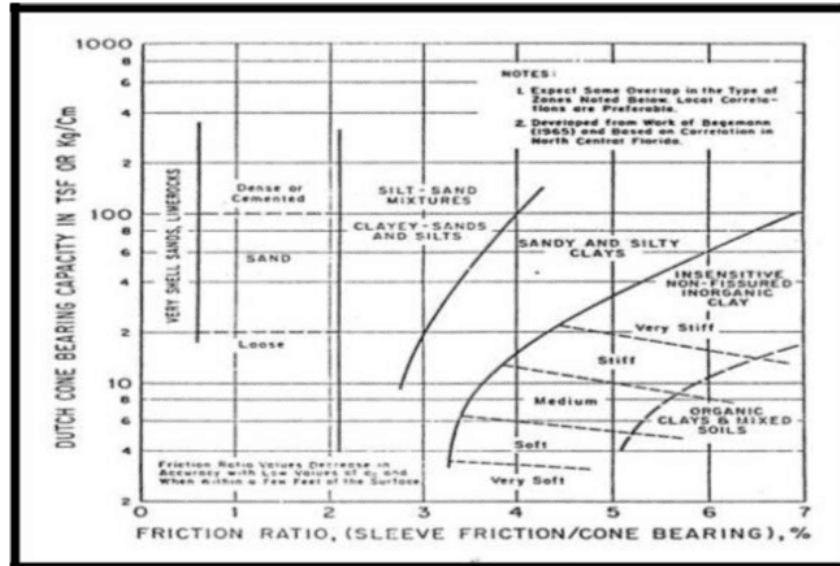 1000
8
6
4
2
100
8
6
4
2
10
8
6
4
2
DUTCH CONE BEARING CAPACITY IN TSF OR Kg/Cm
NOTES:
1. Expect Some Overlap in the Type of
Zones Noted Below. Local Correla-
tions are Preferable.
2. Developed from Work of Begemann
(1965) and Based on Correlation in
North Central Florida.
VERY SHELL SANDS, LIMEROCKS
Dense or
Cemented
SAND
Loose
SILT-SAND
MIXTURES
CLAYEY-SANDS
AND SILTS
SANDY AND SILTY
CLAYS
INSENSITIVE
NON-FISSURED
INORGANIC
CLAY
Very Stiff
Stiff
Medium
Soft
Very Soft
ORGANIC
CLAYS & MIXED
SOILS
Friction Ratio Values Decrease in
Accuracy with Low Values of and
When within a Few Feet of the Surface.
0 1 2 3 4 5 6 7
FRICTION RATIO, (SLEEVE FRICTION/CONE BEARING), %